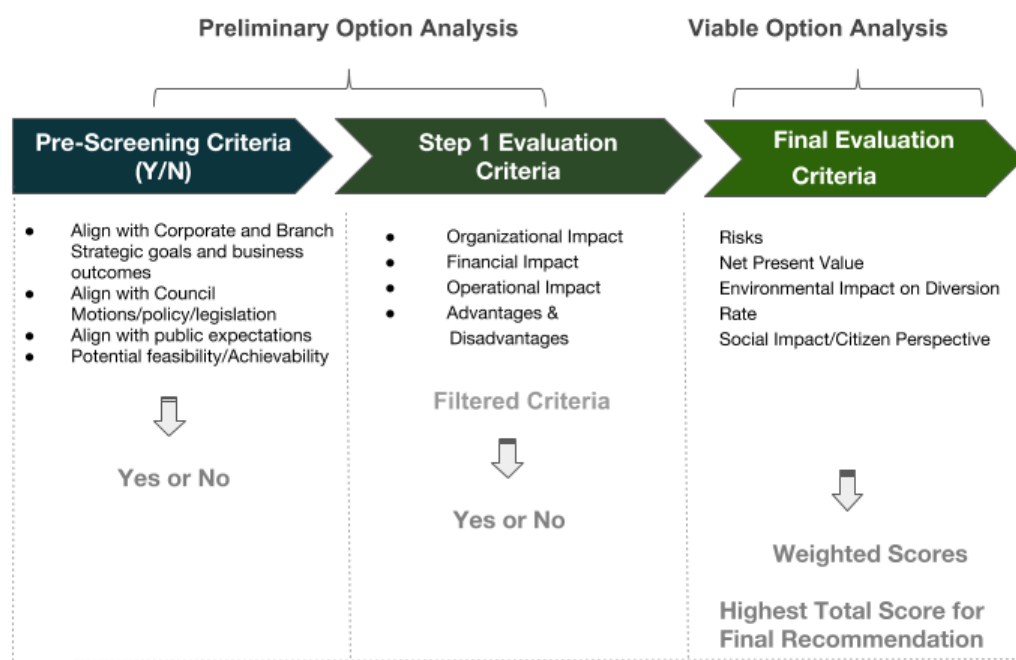 Preliminary Option Analysis
Viable Option Analysis
Pre-Screening Criteria
(Y/N)
● Align with Corporate and Branch
Strategic goals and business
outcomes
● Align with Council
Motions/policy/legislation
● Align with public expectations
● Potential feasibility/Achievability
Yes or No
Step 1 Evaluation
Criteria
● Organizational Impact
● Financial Impact
● Operational Impact
● Advantages &
Disadvantages
Filtered Criteria
Yes or No
Final Evaluation
Criteria
Risks
Net Present Value
Environmental Impact on Diversion
Rate
Social Impact/Citizen Perspective
Weighted Scores
Highest Total Score for
Final Recommendation